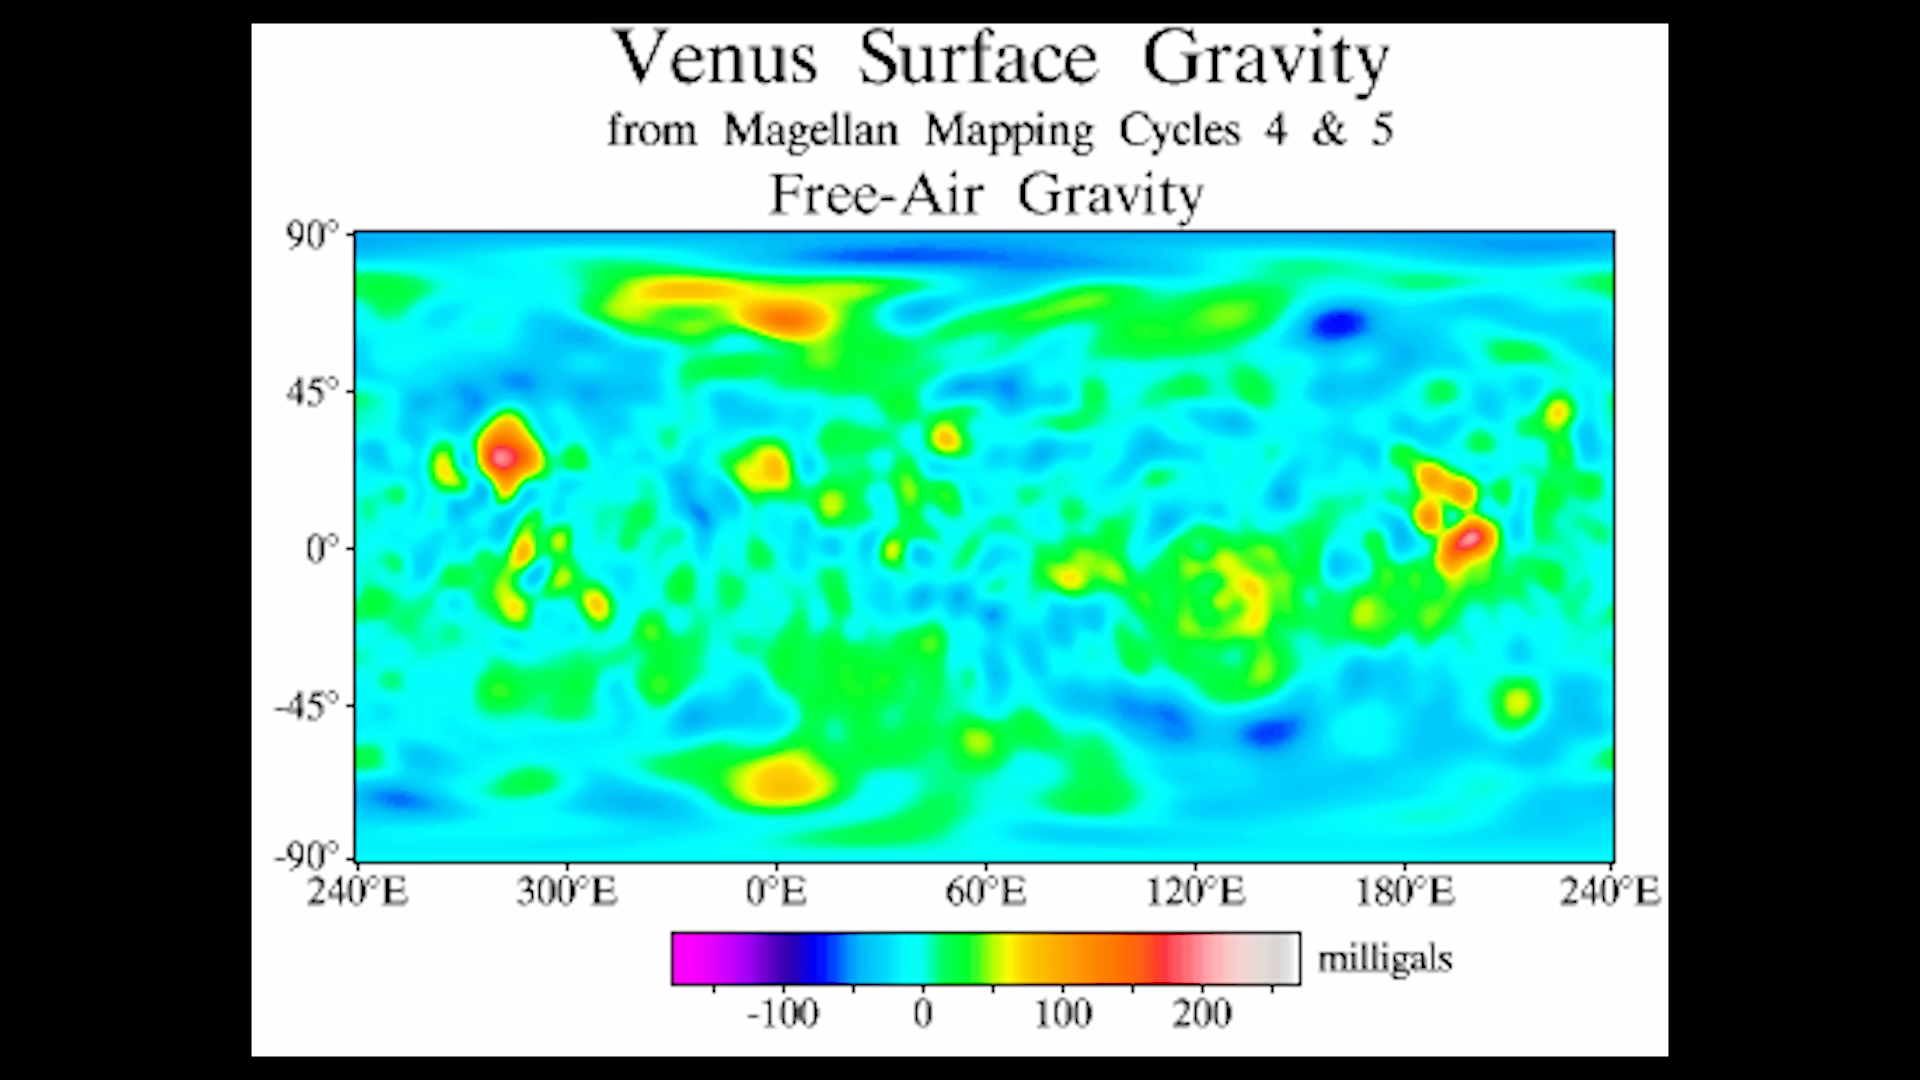 Venus Surface Gravity
from Magellan Mapping Cycles 4 & 5
Free-Air Gravity
90°
45°
0°
-45°
-90°
240°E 300°E 0°E 60°E 120°E 180°E 240°E
milligals
-100 0 100 200